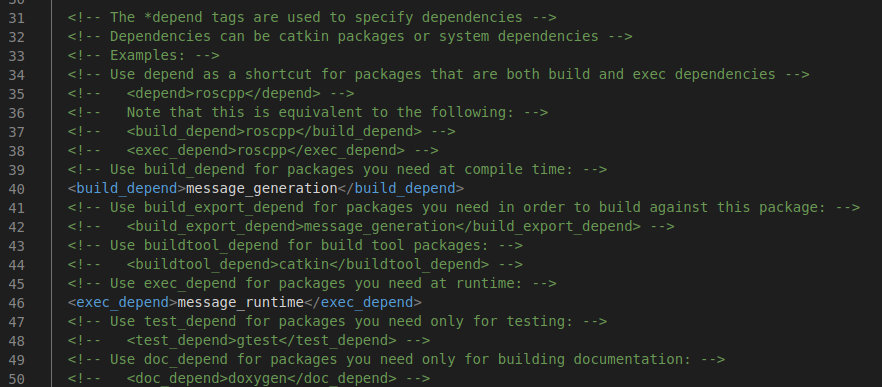 31 <!-- The *depend tags are used to specify dependencies -->
32 <!-- Dependencies can be catkin packages or system dependencies -->
33 <!-- Examples: -->
34 <!-- Use depend as a shortcut for packages that are both build and exec dependencies -->
35 <!--   <depend>roscpp</depend> -->
36 <!--   Note that this is equivalent to the following: -->
37 <!--   <build_depend>roscpp</build_depend> -->
38 <!--   <exec_depend>roscpp</exec_depend> -->
39 <!-- Use build_depend for packages you need at compile time: -->
40 <build_depend>message_generation</build_depend>
41 <!-- Use build_export_depend for packages you need in order to build against this package: -->
42 <!--   <build_export_depend>message_generation</build_export_depend> -->
43 <!-- Use buildtool_depend for build tool packages: -->
44 <!--   <buildtool_depend>catkin</buildtool_depend> -->
45 <!-- Use exec_depend for packages you need at runtime: -->
46 <exec_depend>message_runtime</exec_depend>
47 <!-- Use test_depend for packages you need only for testing: -->
48 <!--   <test_depend>gtest</test_depend> -->
49 <!-- Use doc_depend for packages you need only for building documentation: -->
50 <!--   <doc_depend>doxygen</doc_depend> -->